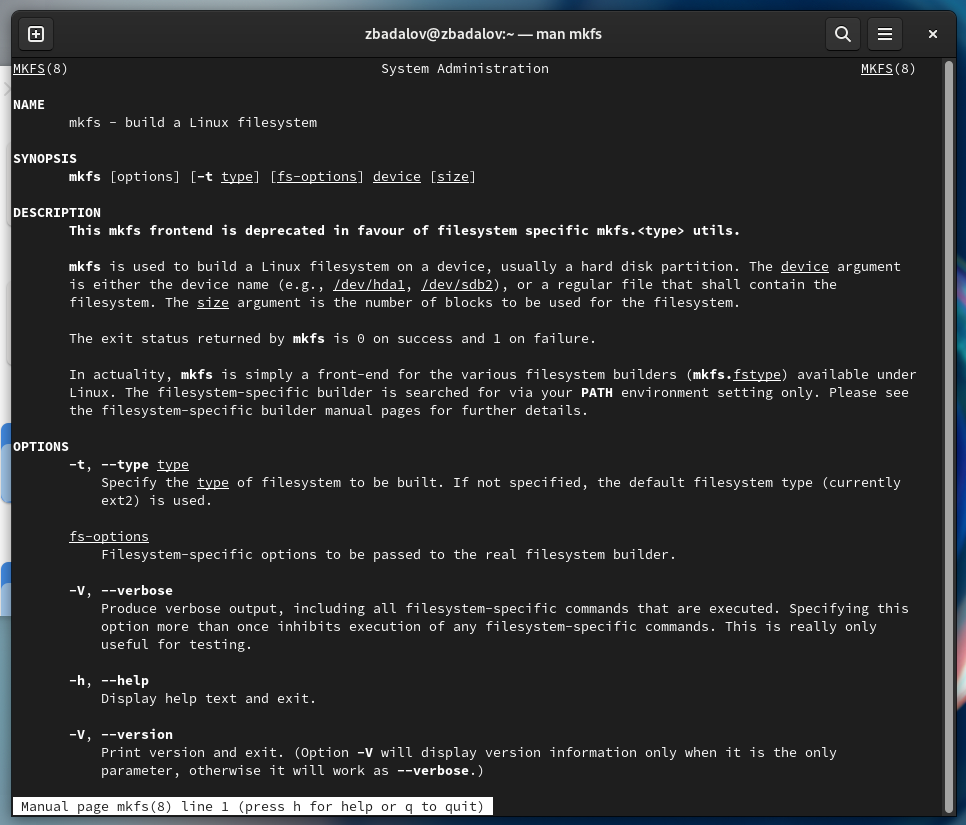 zbadalov@zbadalov:~ — man mkfs
MKFS(8) System Administration MKFS(8)
NAME
mkfs - build a Linux filesystem
SYNOPSIS
mkfs [options] [-t type] [fs-options] device [size]
DESCRIPTION
This mkfs frontend is deprecated in favour of filesystem specific mkfs.<type> utils.
mkfs is used to build a Linux filesystem on a device, usually a hard disk partition. The device argument
is either the device name (e.g., /dev/hda1, /dev/sdb2), or a regular file that shall contain the
filesystem. The size argument is the number of blocks to be used for the filesystem.
The exit status returned by mkfs is 0 on success and 1 on failure.
In actuality, mkfs is simply a front-end for the various filesystem builders (mkfs.fstype) available under
Linux. The filesystem-specific builder is searched for via your PATH environment setting only. Please see
the filesystem-specific builder manual pages for further details.
OPTIONS
-t, --type type
Specify the type of filesystem to be built. If not specified, the default filesystem type (currently
ext2) is used.
fs-options
Filesystem-specific options to be passed to the real filesystem builder.
-V, --verbose
Produce verbose output, including all filesystem-specific commands that are executed. Specifying this
option more than once inhibits execution of any filesystem-specific commands. This is really only
useful for testing.
-h, --help
Display help text and exit.
-V, --version
Print version and exit. (Option -V will display version information only when it is the only
parameter, otherwise it will work as --verbose.)
Manual page mkfs(8) line 1 (press h for help or q to quit)